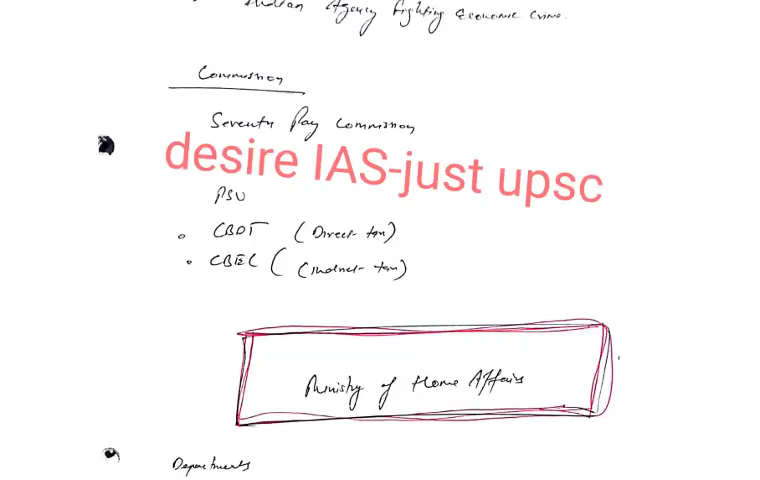 Indian Agency Fighting Economic Crime.
Commission
Seventh Pay Commission
desire IAS-just upsc
PSU
CBDT (Direct tax)
CBEC ( (Indirect tax)
Ministry of Home Affairs
Departments